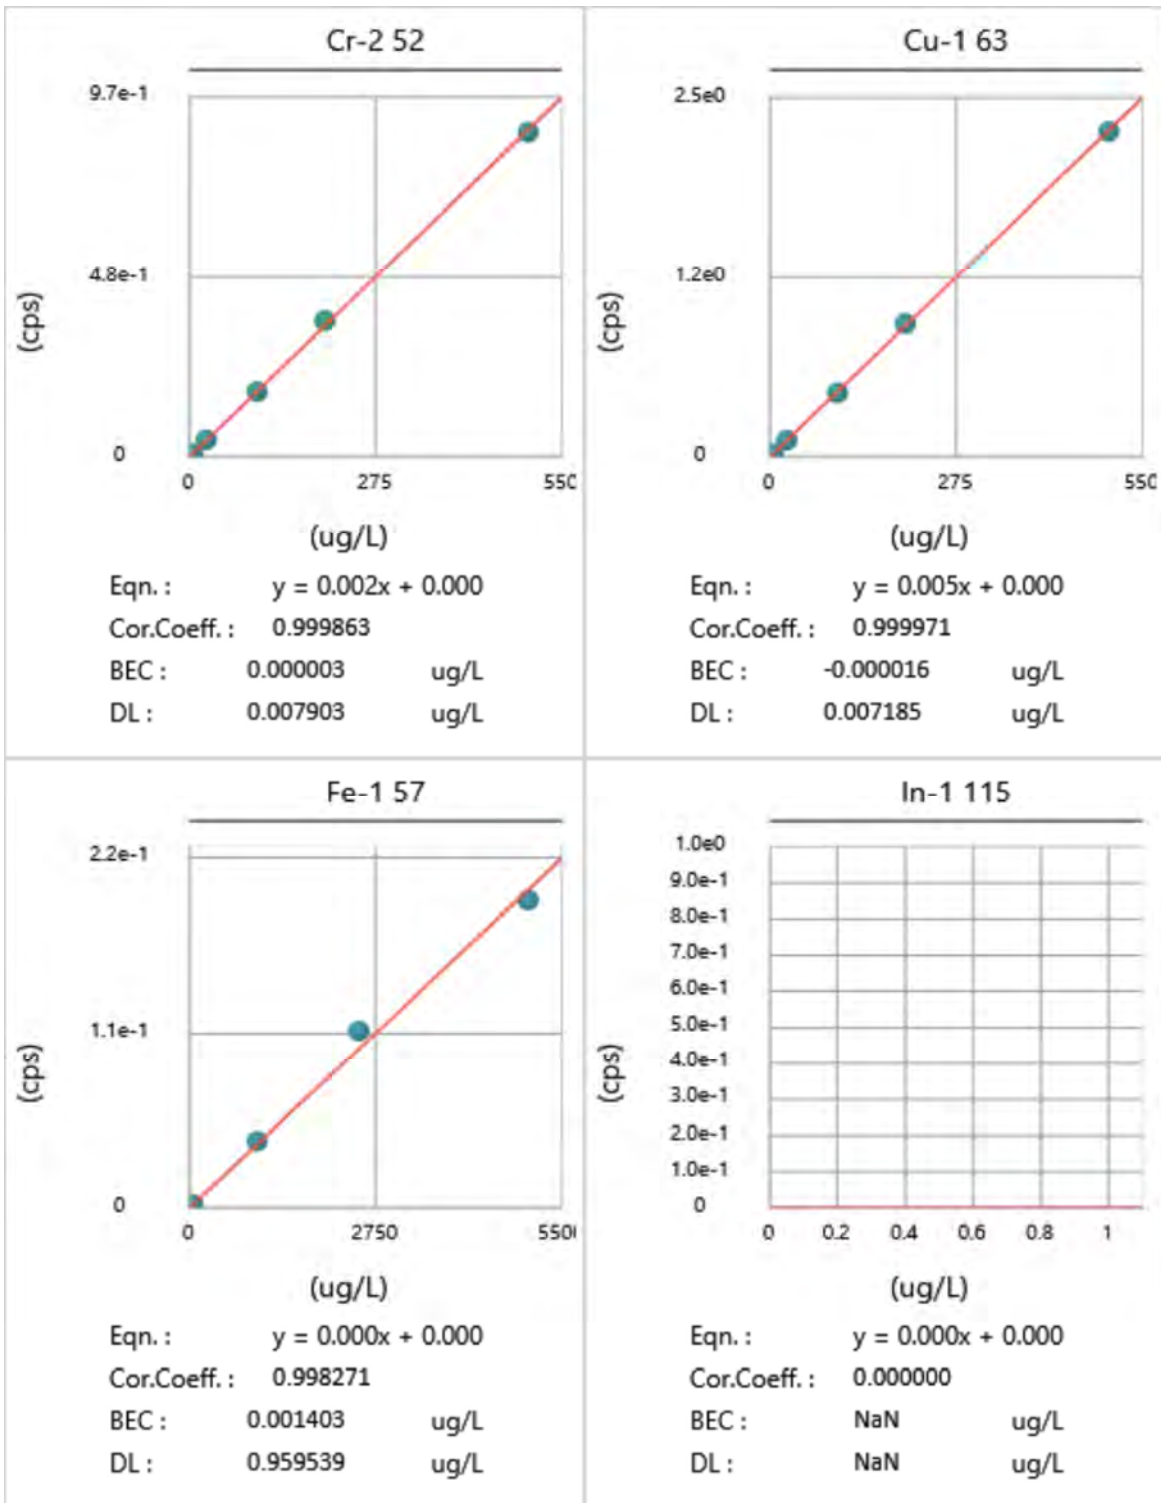 Cr-2 52
9.7e-1
4.8e-1
0
(cps)
0 275 550
(ug/L)
Eqn. : y = 0.002x + 0.000
Cor.Coeff. : 0.999863
BEC : 0.000003 ug/L
DL : 0.007903 ug/L
Cu-1 63
2.5e0
1.2e0
0
(cps)
0 275 550
(ug/L)
Eqn. : y = 0.005x + 0.000
Cor.Coeff. : 0.999971
BEC : -0.000016 ug/L
DL : 0.007185 ug/L
Fe-1 57
2.2e-1
1.1e-1
0
(cps)
0 2750 5500
(ug/L)
Eqn. : y = 0.000x + 0.000
Cor.Coeff. : 0.998271
BEC : 0.001403 ug/L
DL : 0.959539 ug/L
In-1 115
1.0e0
9.0e-1
8.0e-1
7.0e-1
6.0e-1
5.0e-1
4.0e-1
3.0e-1
2.0e-1
1.0e-1
0
(cps)
0 0.2 0.4 0.6 0.8 1
(ug/L)
Eqn. : y = 0.000x + 0.000
Cor.Coeff. : 0.000000
BEC : NaN ug/L
DL : NaN ug/L